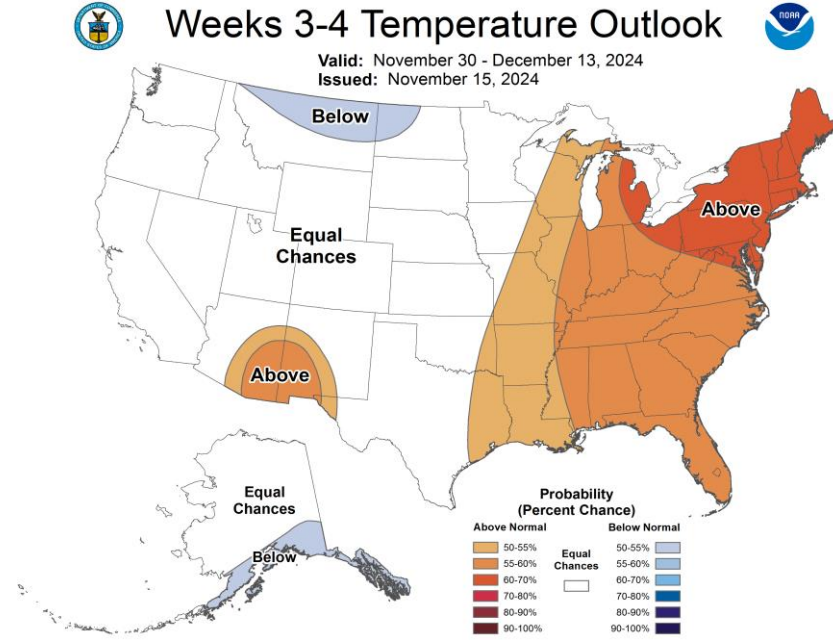 Weeks 3-4 Temperature Outlook
NOAA
Valid: November 30 - December 13, 2024
Issued: November 15, 2024
Below
Above
Equal
Chances
Above
Equal
Chances
Below
Probability
(Percent Chance)
Above Normal
Below Normal
50-55%
55-60%
60-70%
70-80%
80-90%
90-100%
Equal
Chances
50-55%
55-60%
60-70%
70-80%
80-90%
90-100%